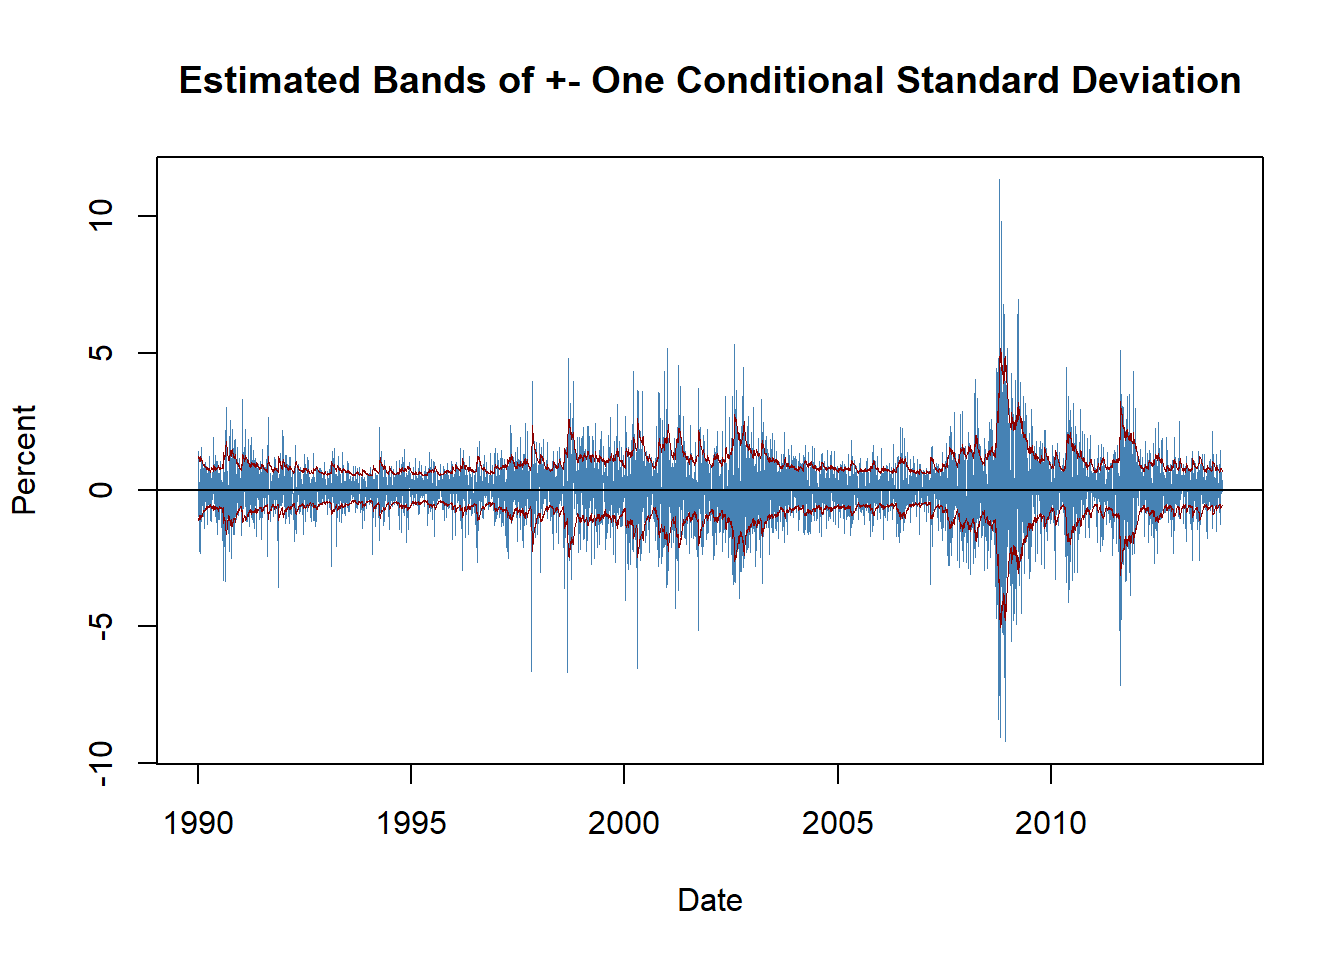 Estimated Bands of +- One Conditional Standard Deviation
Percent
10
5
0
-5
-10
1990 1995 2000 2005 2010
Date